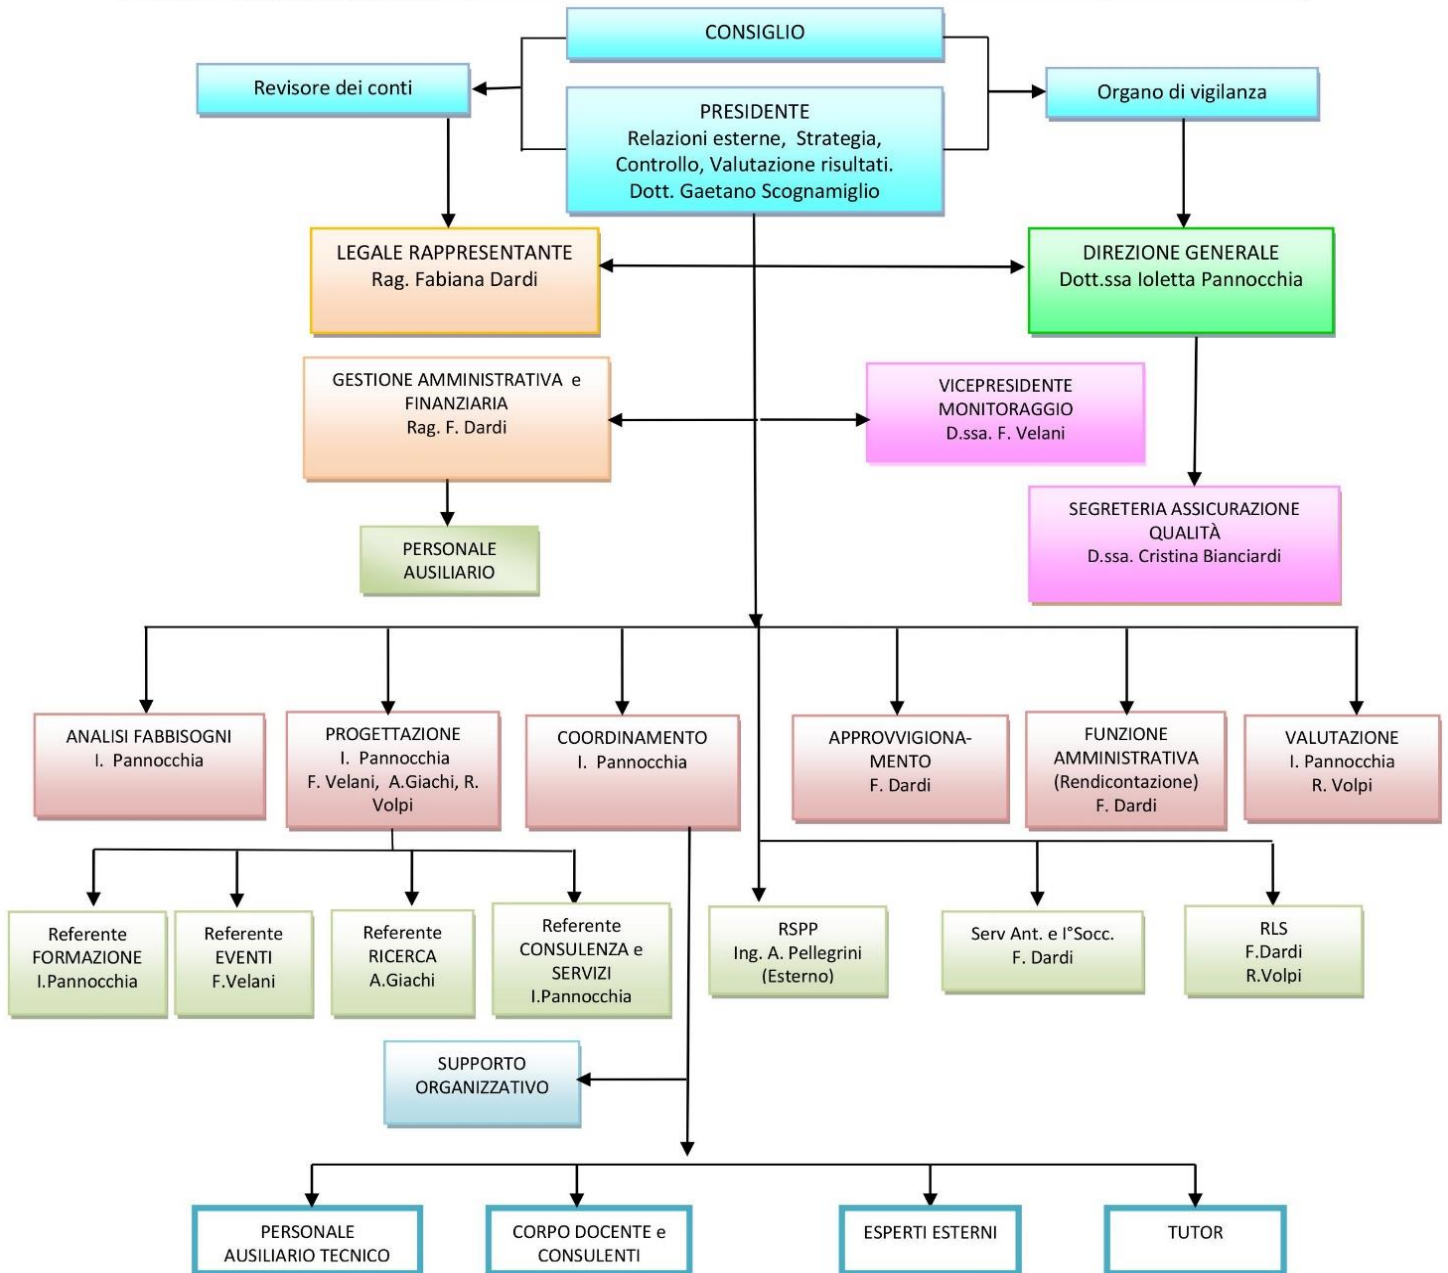 CONSIGLIO
Revisore dei conti
Organo di vigilanza
PRESIDENTE
Relazioni esterne, Strategia,
Controllo, Valutazione risultati.
Dott. Gaetano Scognamiglio
LEGALE RAPPRESENTANTE
Rag. Fabiana Dardi
DIREZIONE GENERALE
Dott.ssa Ioletta Pannocchia
GESTIONE AMMINISTRATIVA e
FINANZIARIA
Rag. F. Dardi
VICEPRESIDENTE
MONITORAGGIO
D.ssa. F. Velani
SEGRETERIA ASSICURAZIONE
QUALITÀ
D.ssa. Cristina Bianciardi
PERSONALE
AUSILIARIO
ANALISI FABBISOGNI
I. Pannocchia
PROGETTAZIONE
I. Pannocchia
F. Velani, A.Giachi, R.
Volpi
COORDINAMENTO
I. Pannocchia
APPROVVIGIONA-
MENTO
F. Dardi
FUNZIONE
AMMINISTRATIVA
(Rendicontazione)
F. Dardi
VALUTAZIONE
I. Pannocchia
R. Volpi
Referente
FORMAZIONE
I.Pannocchia
Referente
EVENTI
F.Velani
Referente
RICERCA
A.Giachi
Referente
CONSULENZA e
SERVIZI
I.Pannocchia
RSPP
Ing. A. Pellegrini
(Esterno)
Serv Ant. e I°Socc.
F. Dardi
RLS
F.Dardi
R.Volpi
SUPPORTO
ORGANIZZATIVO
PERSONALE
AUSILIARIO TECNICO
CORPO DOCENTE e
CONSULENTI
ESPERTI ESTERNI
TUTOR